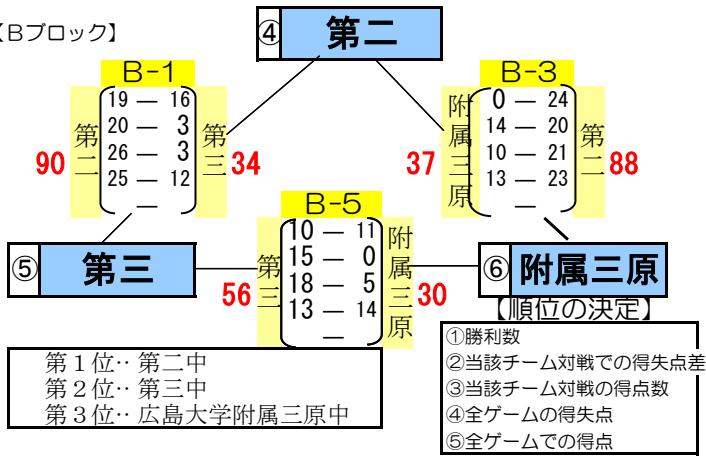 【Bブロック】
④ 第二
B-1
第二 90
19 — 16
20 — 3
26 — 3
25 — 12
—
第三 34
B-3
附属三原 37
0 — 24
14 — 20
10 — 21
13 — 23
—
第二 88
B-5
第三 56
10 — 11
15 — 0
18 — 5
13 — 14
—
附属三原 30
⑤ 第三
⑥ 附属三原
【順位の決定】
①勝利数
②当該チーム対戦での得失点差
③当該チーム対戦の得点数
④全ゲームの得失点
⑤全ゲームでの得点
第1位‥第二中
第2位‥第三中
第3位‥広島大学附属三原中